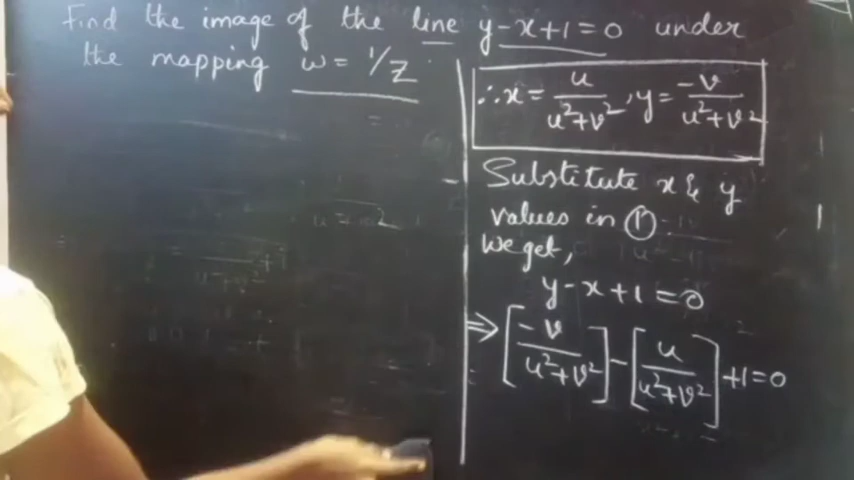 Find the image of the line y-x+1=0 under
the mapping w = 1/z
∴ x = u/(u²+v²), y = -v/(u²+v²)
Substitute x & y
values in ①
we get,
y-x+1=0
⇒ [-v/(u²+v²)] - [u/(u²+v²)] +1=0